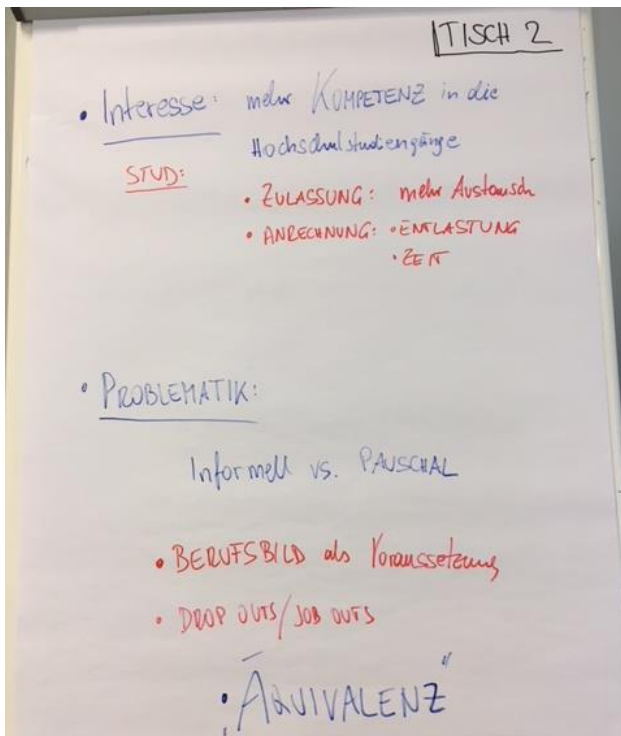 TISCH 2
• Interesse: mehr KOMPETENZ in die
Hochschulstudiengänge
STUD:
• ZULASSUNG: mehr Austausch
• ANRECHNUNG: • ENTLASTUNG
• ZEIT
• PROBLEMATIK:
Informell vs. PAUSCHAL
• BERUFSBILD als Voraussetzung
• DROP OUTS/JOB OUTS
• „ÄQUIVALENZ"